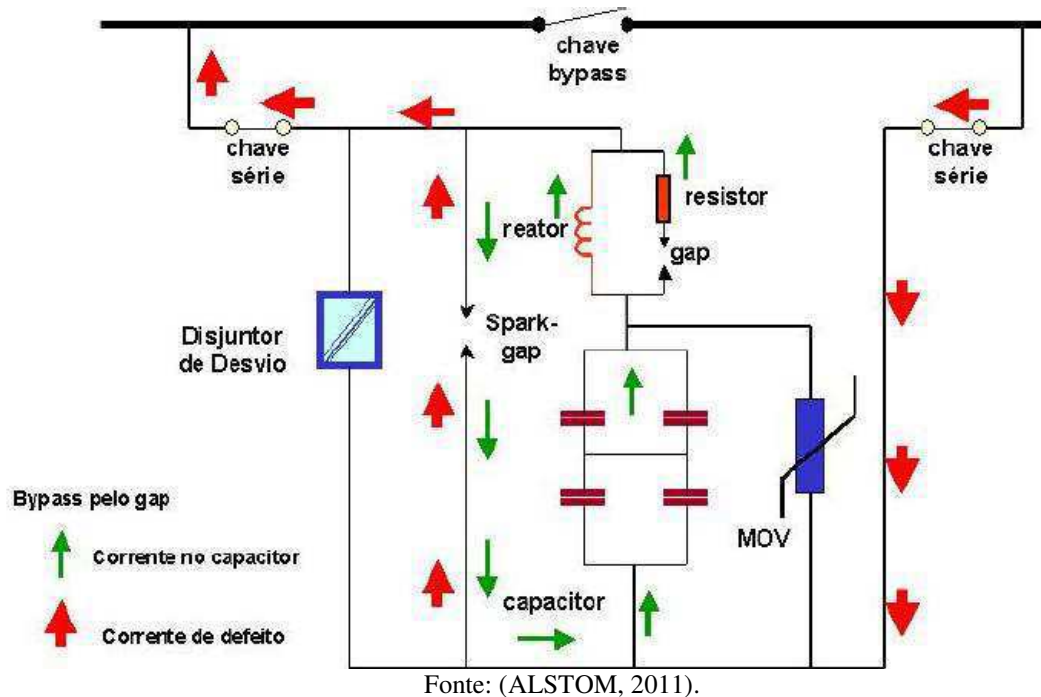 chave
bypass
chave
série
chave
série
reator
resistor
gap
Disjuntor
de Desvio
Spark-
gap
Bypass pelo gap
Corrente no capacitor
MOV
capacitor
Corrente de defeito
Fonte: (ALSTOM, 2011).